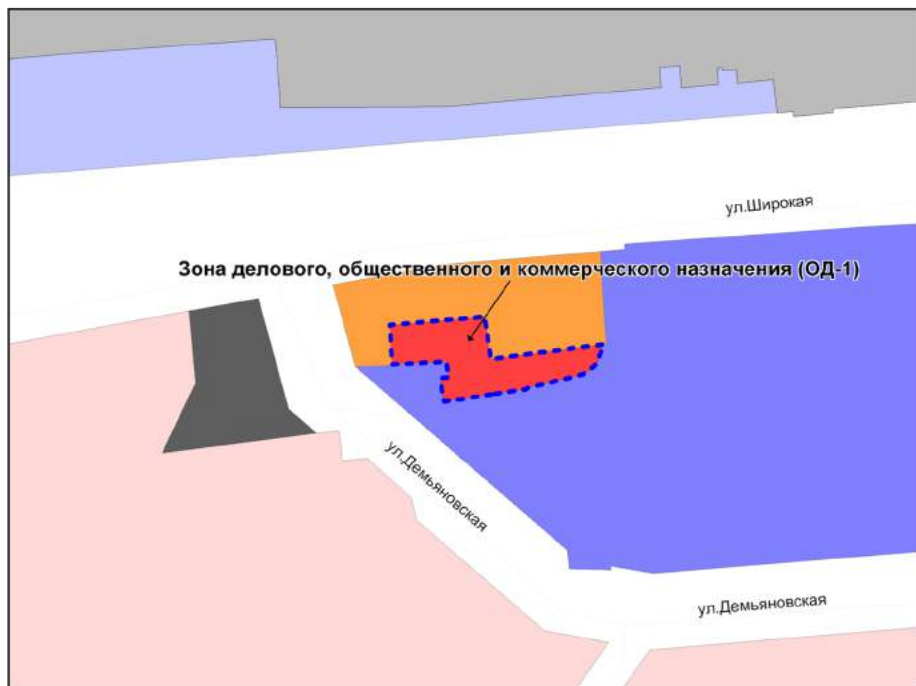 ул.Широкая
Зона делового, общественного и коммерческого назначения (ОД-1)
ул.Демьяновская
ул.Демьяновская